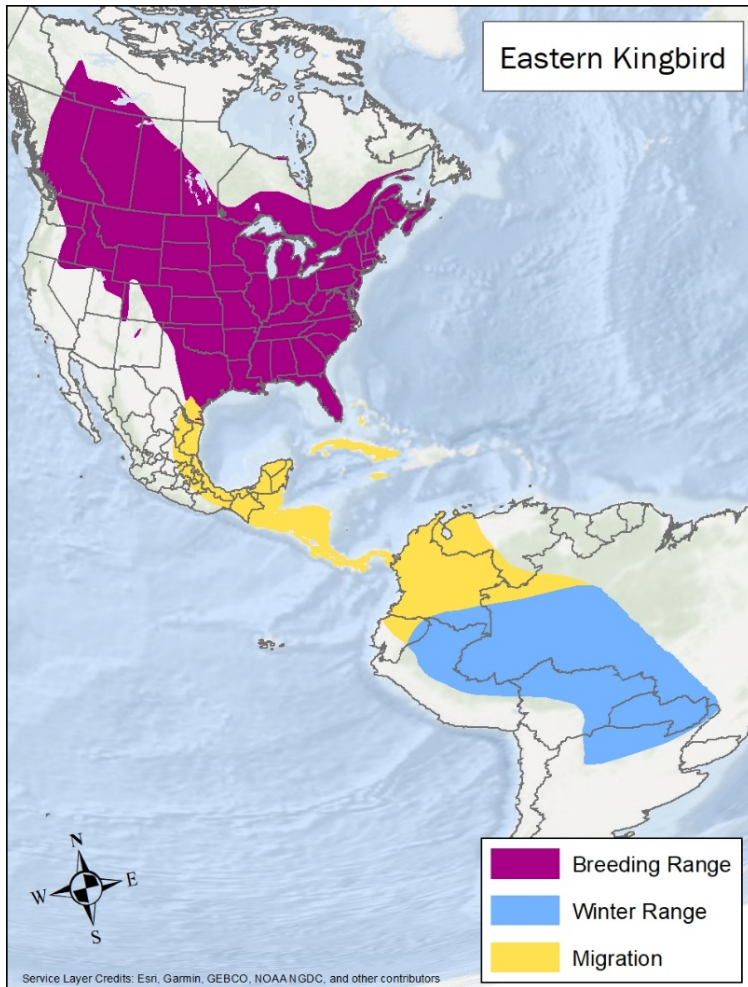 Eastern Kingbird
N
W E
S
Breeding Range
Winter Range
Migration
Service Layer Credits: Esri, Garmin, GEBCO, NOAA NGDC, and other contributors